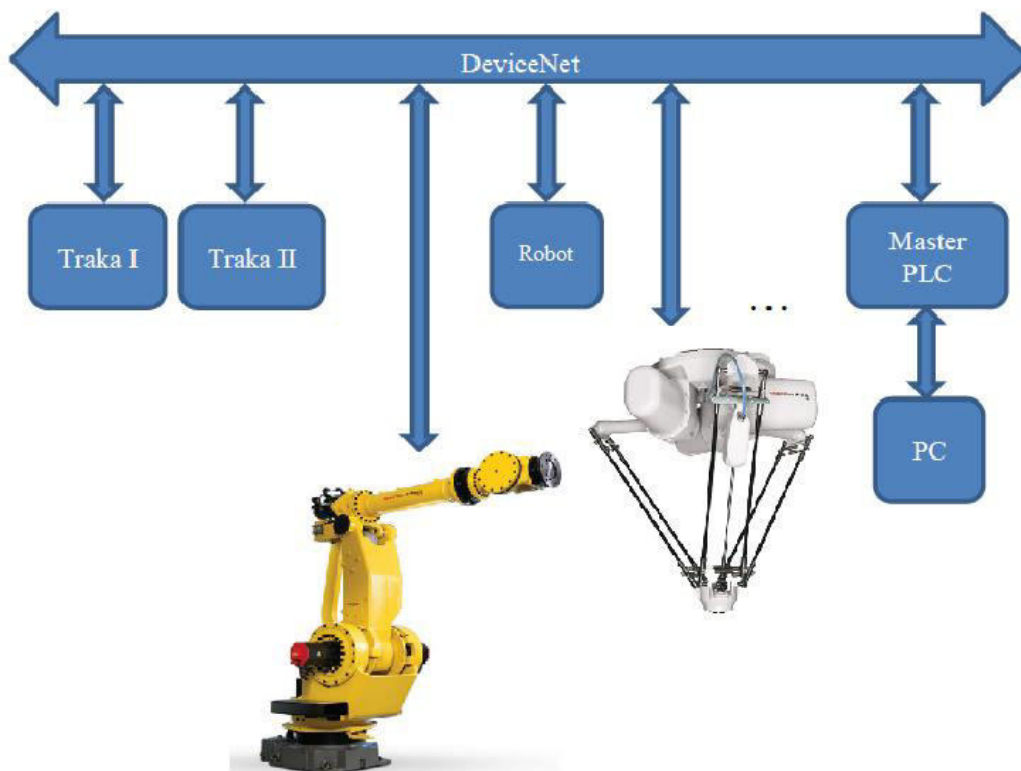 DeviceNet
Traka I
Traka II
Robot
Master
PLC
...
PC